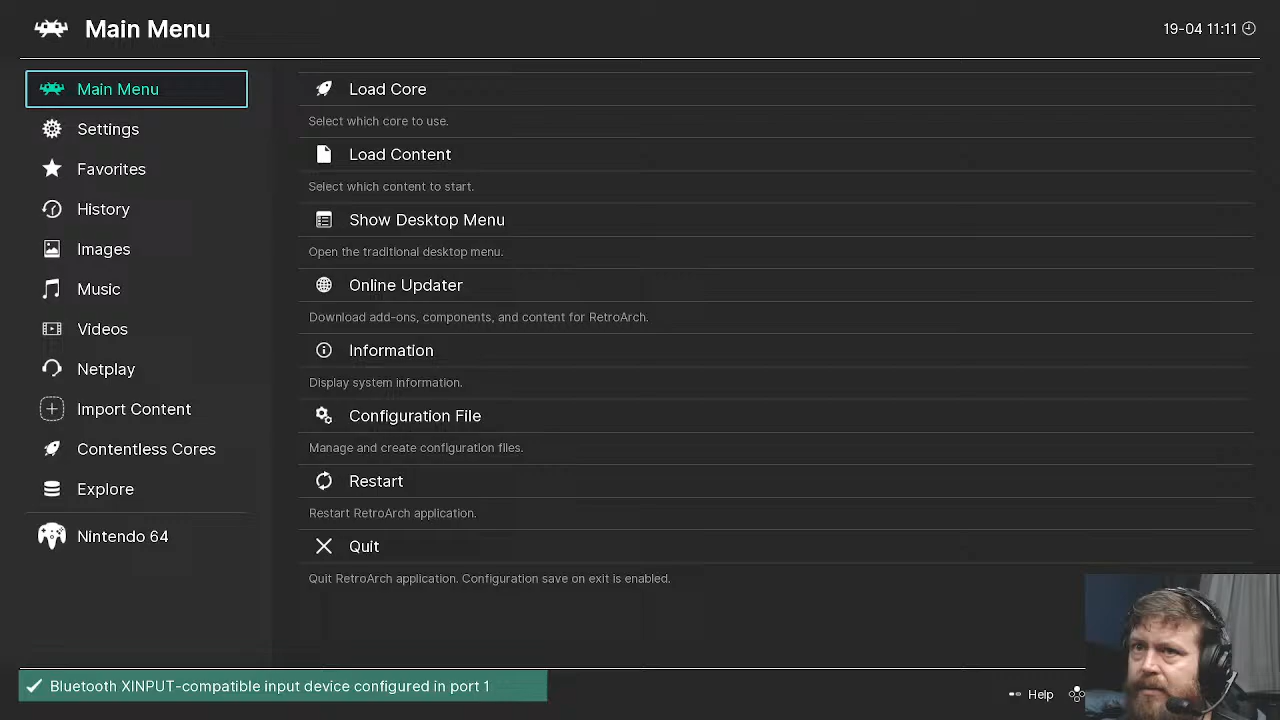 Main Menu
19-04 11:11
Main Menu
Settings
Favorites
History
Images
Music
Videos
Netplay
Import Content
Contentless Cores
Explore
Nintendo 64
Load Core
Select which core to use.
Load Content
Select which content to start.
Show Desktop Menu
Open the traditional desktop menu.
Online Updater
Download add-ons, components, and content for RetroArch.
Information
Display system information.
Configuration File
Manage and create configuration files.
Restart
Restart RetroArch application.
Quit
Quit RetroArch application. Configuration save on exit is enabled.
Bluetooth XINPUT-compatible input device configured in port 1
Help